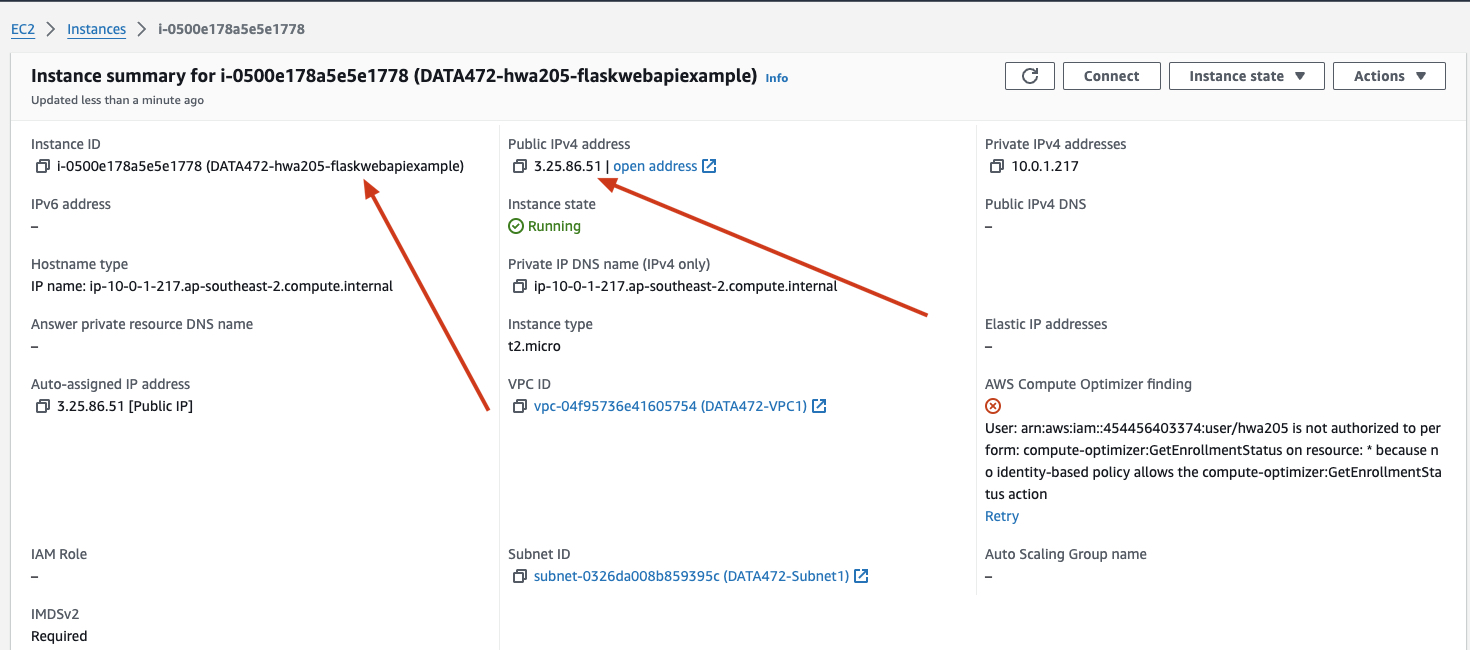 EC2 > Instances > i-0500e178a5e5e1778
Instance summary for i-0500e178a5e5e1778 (DATA472-hwa205-flaskwebapiexample) Info
Connect
Instance state
Actions
Updated less than a minute ago
Instance ID
i-0500e178a5e5e1778 (DATA472-hwa205-flaskwebapiexample)
Public IPv4 address
3.25.86.51 | open address
Private IPv4 addresses
10.0.1.217
IPv6 address
–
Instance state
Running
Public IPv4 DNS
–
Hostname type
IP name: ip-10-0-1-217.ap-southeast-2.compute.internal
Private IP DNS name (IPv4 only)
ip-10-0-1-217.ap-southeast-2.compute.internal
Answer private resource DNS name
–
Instance type
t2.micro
Elastic IP addresses
–
Auto-assigned IP address
3.25.86.51 [Public IP]
VPC ID
vpc-04f95736e41605754 (DATA472-VPC1)
AWS Compute Optimizer finding
User: arn:aws:iam::454456403374:user/hwa205 is not authorized to per
form: compute-optimizer:GetEnrollmentStatus on resource: * because n
o identity-based policy allows the compute-optimizer:GetEnrollmentSta
tus action
Retry
IAM Role
–
Subnet ID
subnet-0326da008b859395c (DATA472-Subnet1)
Auto Scaling Group name
–
IMDSv2
Required